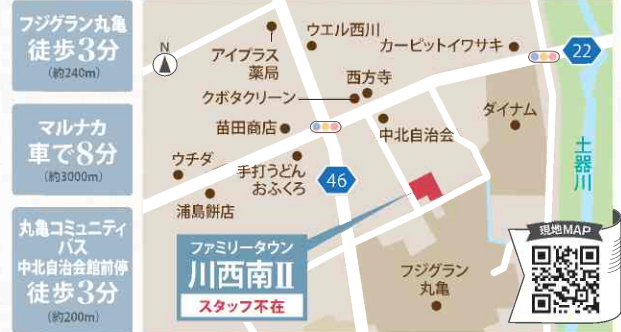 フジグラン丸亀
徒歩3分
(約240m)
マルナカ
車で8分
(約3000m)
丸亀コミュニティ
バス
中北自治会館前停
徒歩3分
(約200m)
N
アイプラス
薬局
ウエル西川
カーピットイワサキ
22
西方寺
クボタクリーン
ダイナム
苗田商店
中北自治会
土器川
ウチダ
手打うどん
おふくろ
46
浦島餅店
ファミリータウン
川西南Ⅱ
スタッフ不在
フジグラン
丸亀
現地MAP